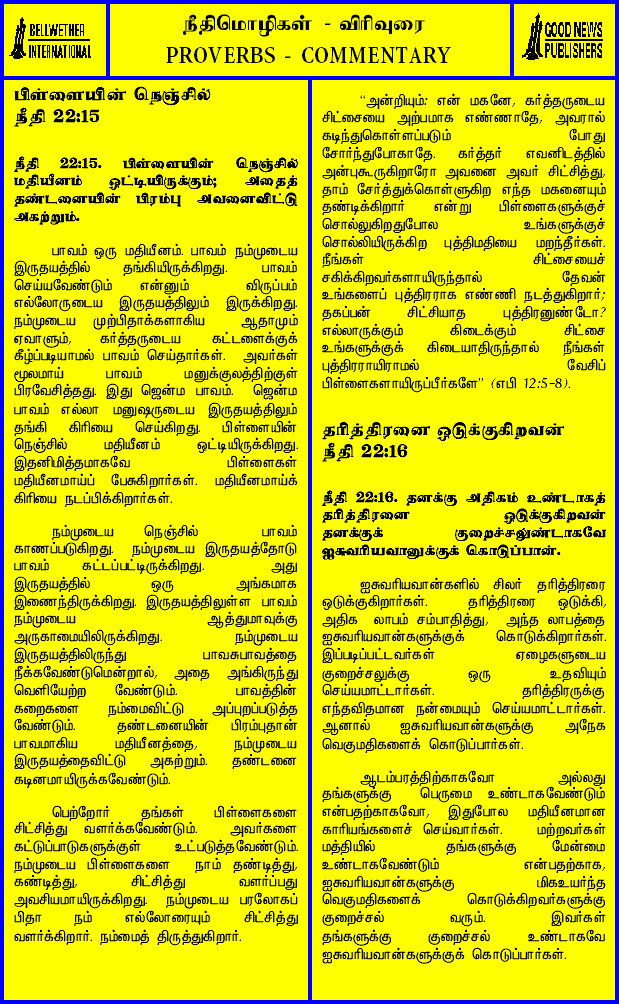 BELLWETHER
INTERNATIONAL
நீதிமொழிகள் - விரிவுரை
PROVERBS - COMMENTARY
GOOD NEWS
PUBLISHERS
பிள்ளையின் நெஞ்சில்
நீதி 22:15
நீதி 22:15. பிள்ளையின் நெஞ்சில்
மதியீனம் ஒட்டியிருக்கும்; அதைத்
தண்டனையின் பிரம்பு அவனைவிட்டு
அகற்றும்.
பாவம் ஒரு மதியீனம். பாவம் நம்முடைய
இருதயத்தில் தங்கியிருக்கிறது. பாவம்
செய்யவேண்டும் என்னும் விருப்பம்
எல்லோருடைய இருதயத்திலும் இருக்கிறது.
நம்முடைய முற்பிதாக்களாகிய ஆதாமும்
ஏவாளும், கர்த்தருடைய கட்டளைக்குக்
கீழ்ப்படியாமல் பாவம் செய்தார்கள். அவர்கள்
மூலமாய் பாவம் மனுக்குலத்திற்குள்
பிரவேசித்தது. இது ஜென்ம பாவம். ஜென்ம
பாவம் எல்லா மனுஷருடைய இருதயத்திலும்
தங்கி கிரியை செய்கிறது. பிள்ளையின்
நெஞ்சில் மதியீனம் ஒட்டியிருக்கிறது.
இதனிமித்தமாகவே பிள்ளைகள்
மதியீனமாய்ப் பேசுகிறார்கள். மதியீனமாய்க்
கிரியை நடப்பிக்கிறார்கள்.
நம்முடைய நெஞ்சில் பாவம்
காணப்படுகிறது. நம்முடைய இருதயத்தோடு
பாவம் கட்டப்பட்டிருக்கிறது. அது
இருதயத்தில் ஒரு அங்கமாக
இணைந்திருக்கிறது. இருதயத்திலுள்ள பாவம்
நம்முடைய ஆத்துமாவுக்கு
அருகாமையிலிருக்கிறது. நம்முடைய
இருதயத்திலிருந்து பாவசுபாவத்தை
நீக்கவேண்டுமென்றால், அதை அங்கிருந்து
வெளியேற்ற வேண்டும். பாவத்தின்
கறைகளை நம்மைவிட்டு அப்புறப்படுத்த
வேண்டும். தண்டனையின் பிரம்புதான்
பாவமாகிய மதியீனத்தை, நம்முடைய
இருதயத்தைவிட்டு அகற்றும். தண்டனை
கடினமாயிருக்கவேண்டும்.
பெற்றோர் தங்கள் பிள்ளைகளை
சிட்சித்து வளர்க்கவேண்டும். அவர்களை
கட்டுப்பாடுகளுக்குள் உட்படுத்தவேண்டும்.
நம்முடைய பிள்ளைகளை நாம் தண்டித்து,
கண்டித்து, சிட்சித்து வளர்ப்பது
அவசியமாயிருக்கிறது. நம்முடைய பரலோகப்
பிதா நம் எல்லோரையும் சிட்சித்து
வளர்க்கிறார். நம்மைத் திருத்துகிறார்.
“அன்றியும்: என் மகனே, கர்த்தருடைய
சிட்சையை அற்பமாக எண்ணாதே, அவரால்
கடிந்துகொள்ளப்படும் போது
சோர்ந்துபோகாதே. கர்த்தர் எவனிடத்தில்
அன்புகூருகிறாரோ அவனை அவர் சிட்சித்து,
தாம் சேர்த்துக்கொள்ளுகிற எந்த மகனையும்
தண்டிக்கிறார் என்று பிள்ளைகளுக்குச்
சொல்லுகிறதுபோல உங்களுக்குச்
சொல்லியிருக்கிற புத்திமதியை மறந்தீர்கள்.
நீங்கள் சிட்சையைச்
சகிக்கிறவர்களாயிருந்தால் தேவன்
உங்களைப் புத்திரராக எண்ணி நடத்துகிறார்;
தகப்பன் சிட்சியாத புத்திரனுண்டோ?
எல்லாருக்கும் கிடைக்கும் சிட்சை
உங்களுக்குக் கிடையாதிருந்தால் நீங்கள்
புத்திரராயிராமல் வேசிப்
பிள்ளைகளாயிருப்பீர்களே” (எபி 12:5-8).
தரித்திரனை ஒடுக்குகிறவன்
நீதி 22:16
நீதி 22:16. தனக்கு அதிகம் உண்டாகத்
தரித்திரனை ஒடுக்குகிறவன்
தனக்குக் குறைச்சலுண்டாகவே
ஐசுவரியவானுக்குக் கொடுப்பான்.
ஐசுவரியவான்களில் சிலர் தரித்திரரை
ஒடுக்குகிறார்கள். தரித்திரரை ஒடுக்கி,
அதிக லாபம் சம்பாதித்து, அந்த லாபத்தை
ஐசுவரியவான்களுக்குக் கொடுக்கிறார்கள்.
இப்படிப்பட்டவர்கள் ஏழைகளுடைய
குறைச்சலுக்கு ஒரு உதவியும்
செய்யமாட்டார்கள். தரித்திரருக்கு
எந்தவிதமான நன்மையும் செய்யமாட்டார்கள்.
ஆனால் ஐசுவரியவான்களுக்கு அநேக
வெகுமதிகளைக் கொடுப்பார்கள்.
ஆடம்பரத்திற்காகவோ அல்லது
தங்களுக்கு பெருமை உண்டாகவேண்டும்
என்பதற்காகவோ, இதுபோல மதியீனமான
காரியங்களைச் செய்வார்கள். மற்றவர்கள்
மத்தியில் தங்களுக்கு மேன்மை
உண்டாகவேண்டும் என்பதற்காக,
ஐசுவரியவான்களுக்கு மிகஉயர்ந்த
வெகுமதிகளைக் கொடுக்கிறவர்களுக்கு
குறைச்சல் வரும். இவர்கள்
தங்களுக்கு குறைச்சல் உண்டாகவே
ஐசுவரியவான்களுக்குக் கொடுப்பார்கள்.